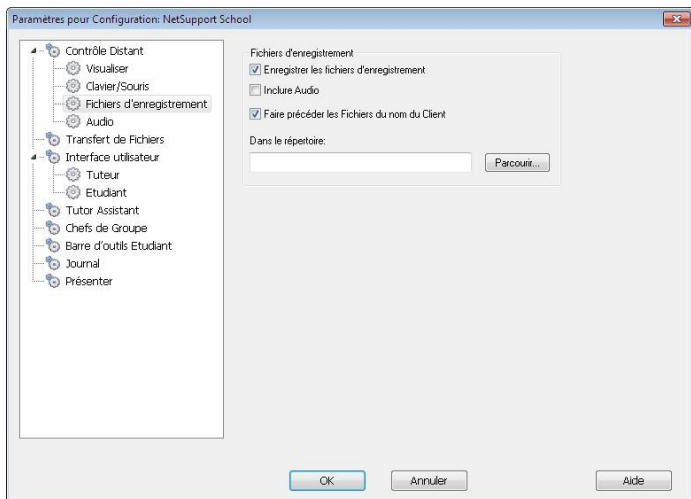 Paramètres pour Configuration: NetSupport School
Contrôle Distant
Visualiser
Clavier/Souris
Fichiers d'enregistrement
Audio
Transfert de Fichiers
Interface utilisateur
Tuteur
Etudiant
Tutor Assistant
Chefs de Groupe
Barre d'outils Etudiant
Journal
Présenter
Fichiers d'enregistrement
Enregistrer les fichiers d'enregistrement
Inclure Audio
Faire précéder les Fichiers du nom du Client
Dans le répertoire:
Parcourir...
OK
Annuler
Aide